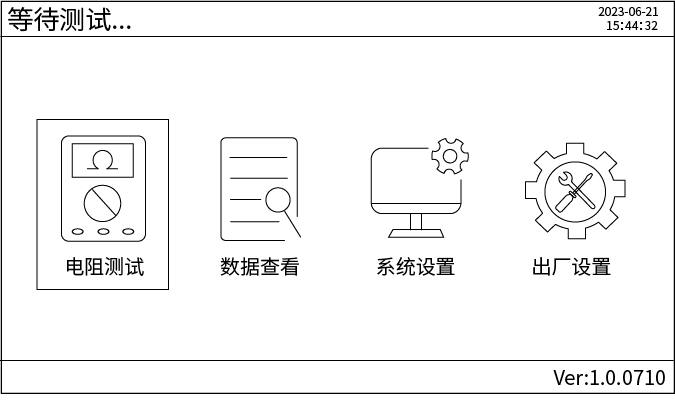 等待测试...
2023-06-21
15:44:32
Ω
电阻测试
数据查看
系统设置
出厂设置
Ver:1.0.0710